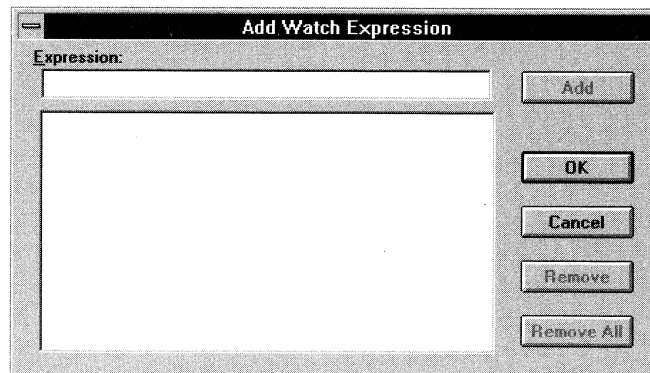 Add Watch Expression
Expression:
Add
OK
Cancel
Remove
Remove All